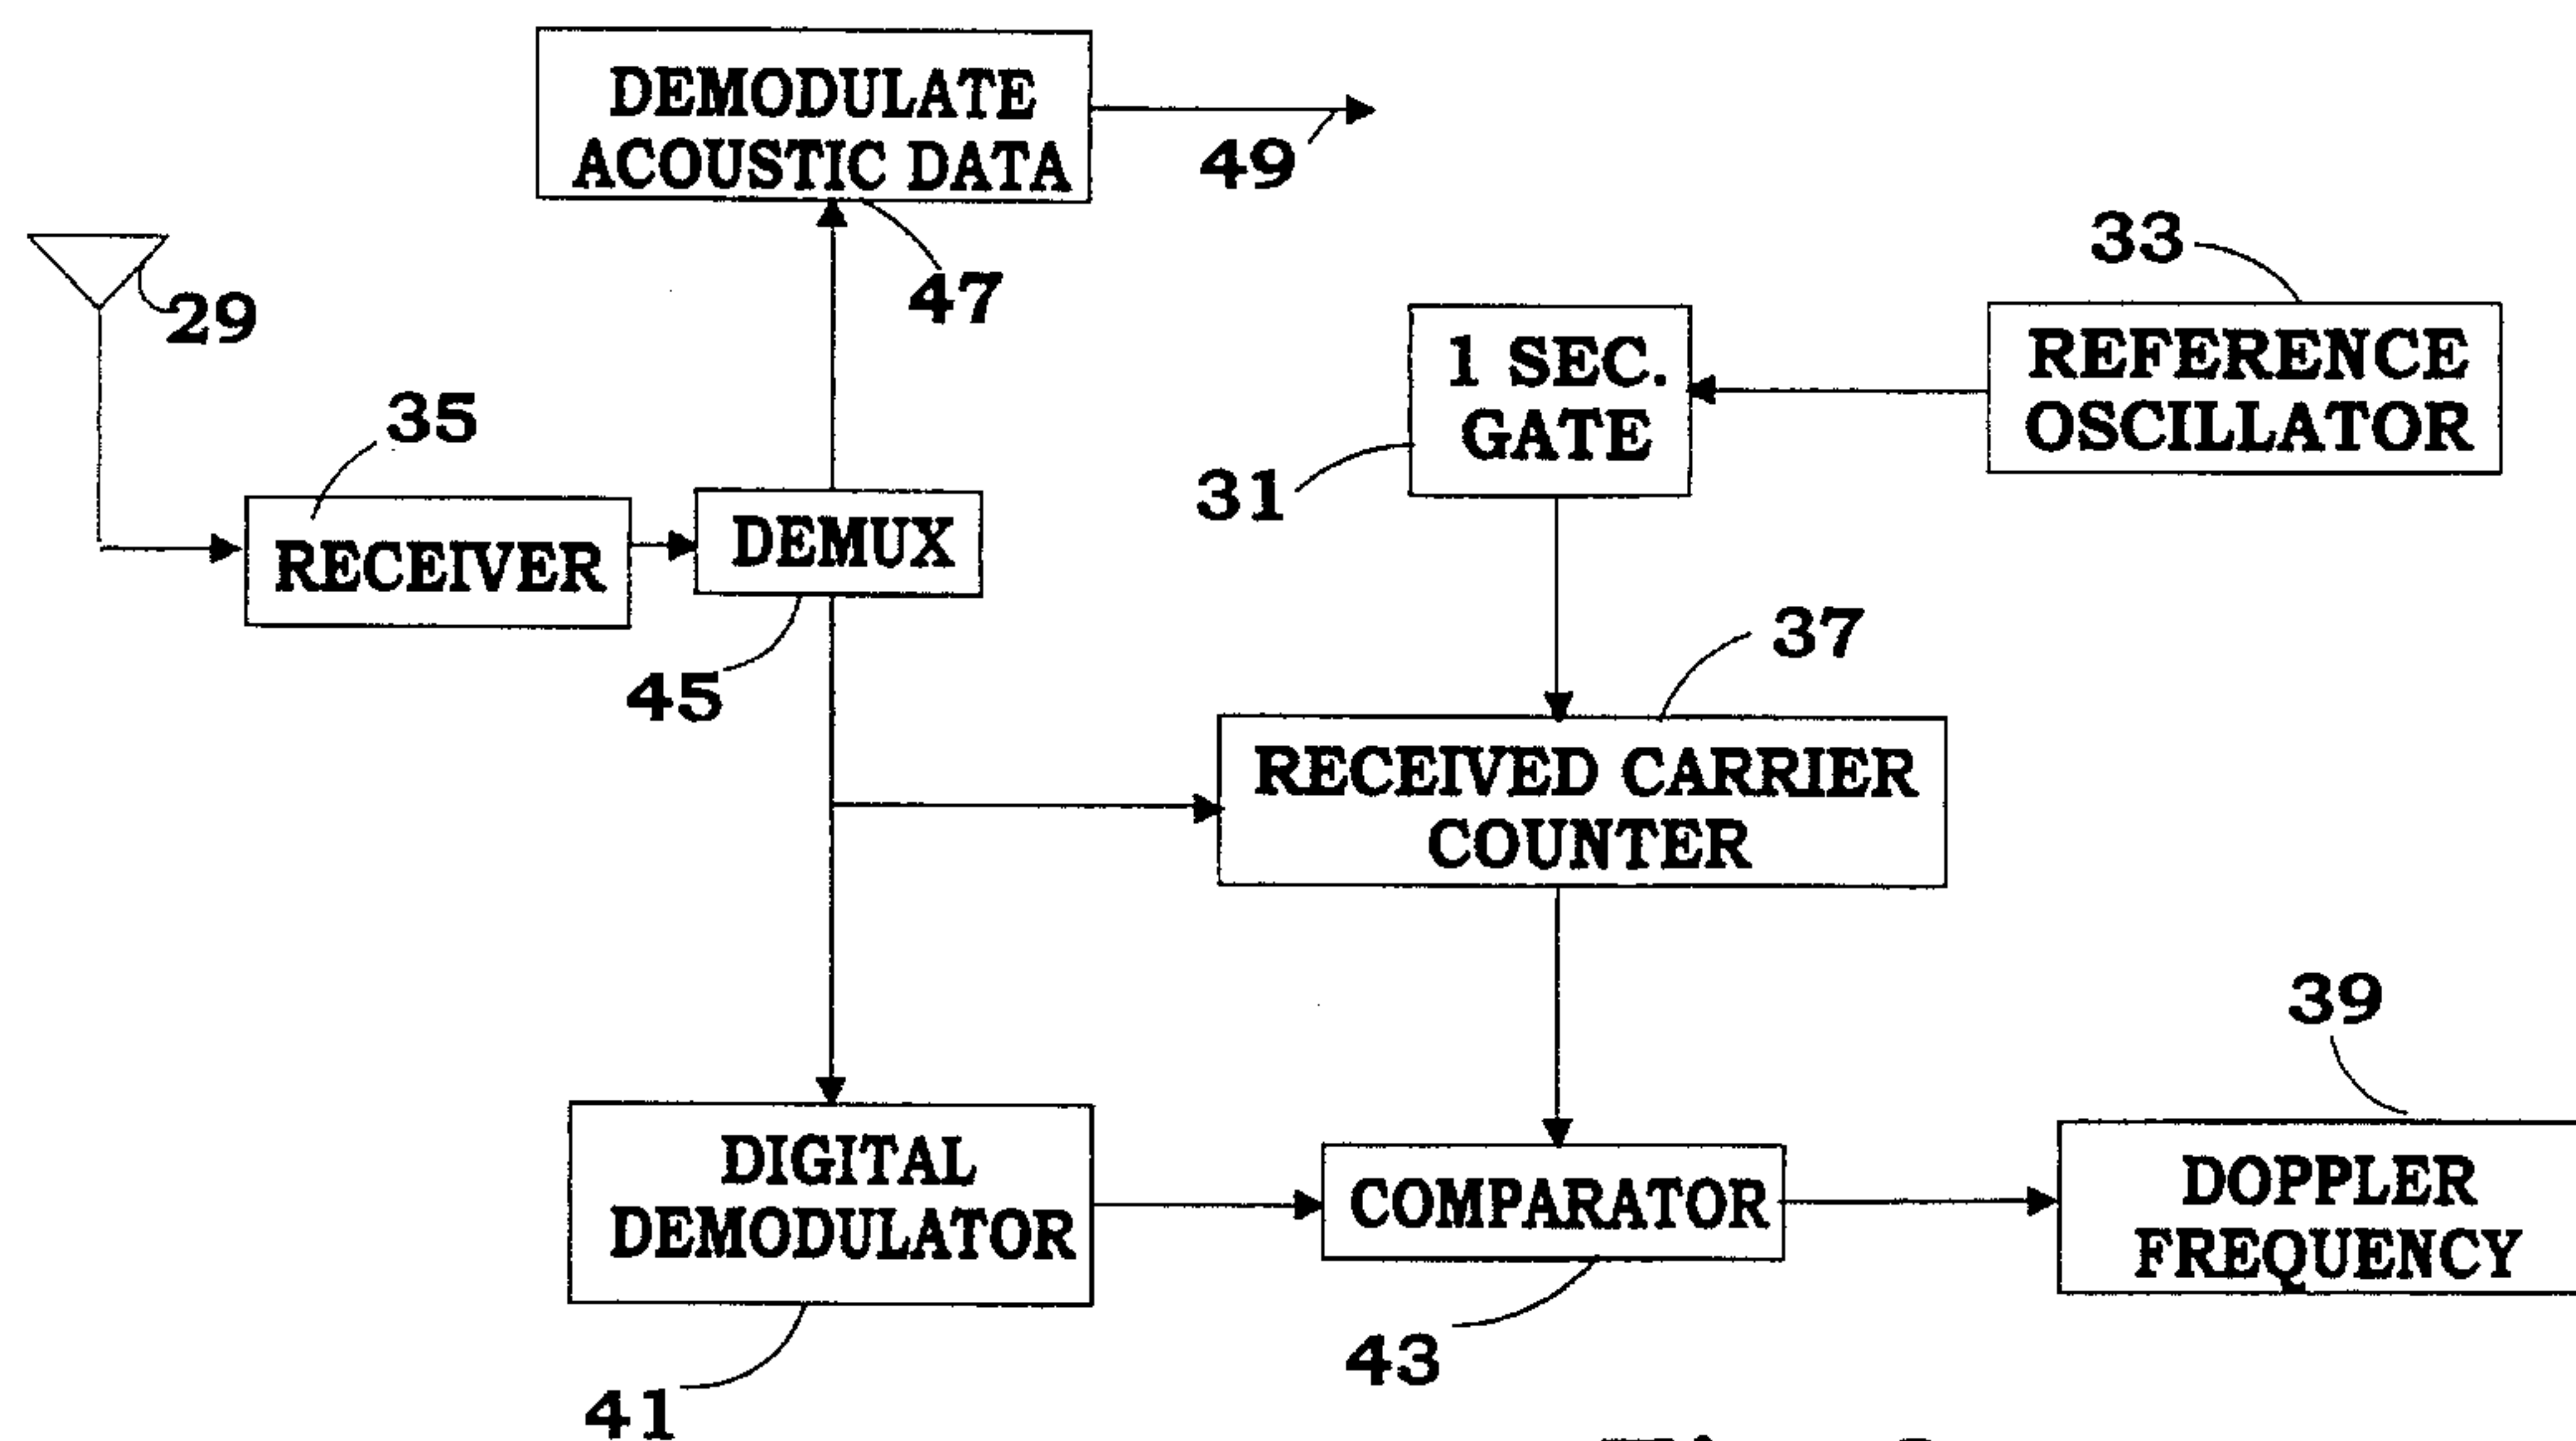 DEMODULATE
ACOUSTIC DATA
49
47
29
33
1 SEC.
GATE
REFERENCE
OSCILLATOR
31
35
RECEIVER
DEMUX
45
37
RECEIVED CARRIER
COUNTER
39
DIGITAL
DEMODULATOR
COMPARATOR
DOPPLER
FREQUENCY
43
41